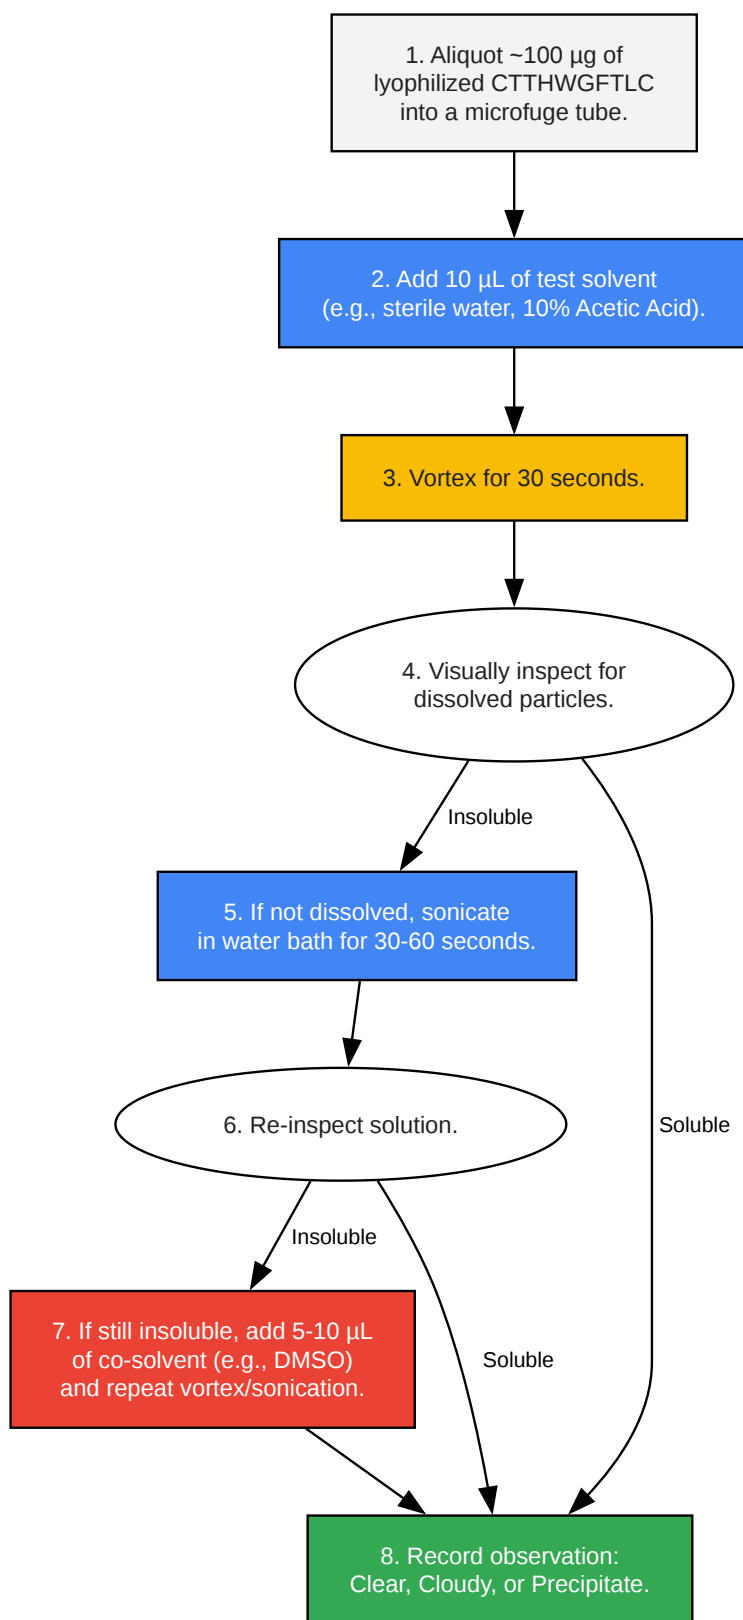 1. Aliquot ~100 µg of
lyophilized CTTHWGFTLC
into a microfuge tube.
2. Add 10 µL of test solvent
(e.g., sterile water, 10% Acetic Acid).
3. Vortex for 30 seconds.
4. Visually inspect for
dissolved particles.
Insoluble
5. If not dissolved, sonicate
in water bath for 30-60 seconds.
6. Re-inspect solution.
Soluble
Insoluble
7. If still insoluble, add 5-10 µL
of co-solvent (e.g., DMSO)
and repeat vortex/sonication.
Soluble
8. Record observation:
Clear, Cloudy, or Precipitate.